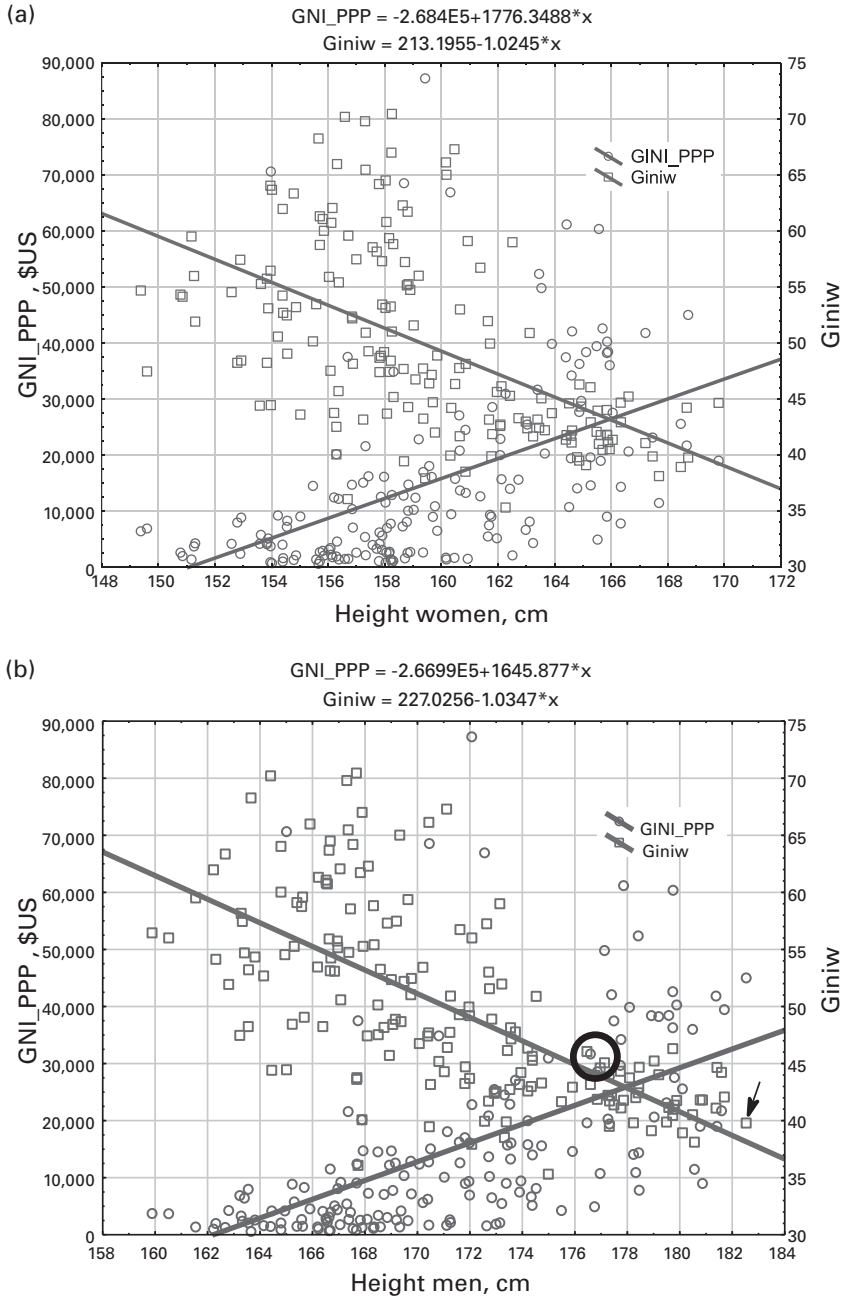 (a)
GNI_PPP = -2.684E5+1776.3488*x
Giniw = 213.1955-1.0245*x
90,000
80,000
70,000
60,000
50,000
40,000
30,000
20,000
10,000
0
GNI_PPP , $US
75
70
65
60
55
50
45
40
35
30
Giniw
GINI_PPP
Giniw
148 150 152 154 156 158 160 162 164 166 168 170 172
Height women, cm
(b)
GNI_PPP = -2.6699E5+1645.877*x
Giniw = 227.0256-1.0347*x
90,000
80,000
70,000
60,000
50,000
40,000
30,000
20,000
10,000
0
GNI_PPP , $US
75
70
65
60
55
50
45
40
35
30
Giniw
GINI_PPP
Giniw
158 160 162 164 166 168 170 172 174 176 178 180 182 184
Height men, cm